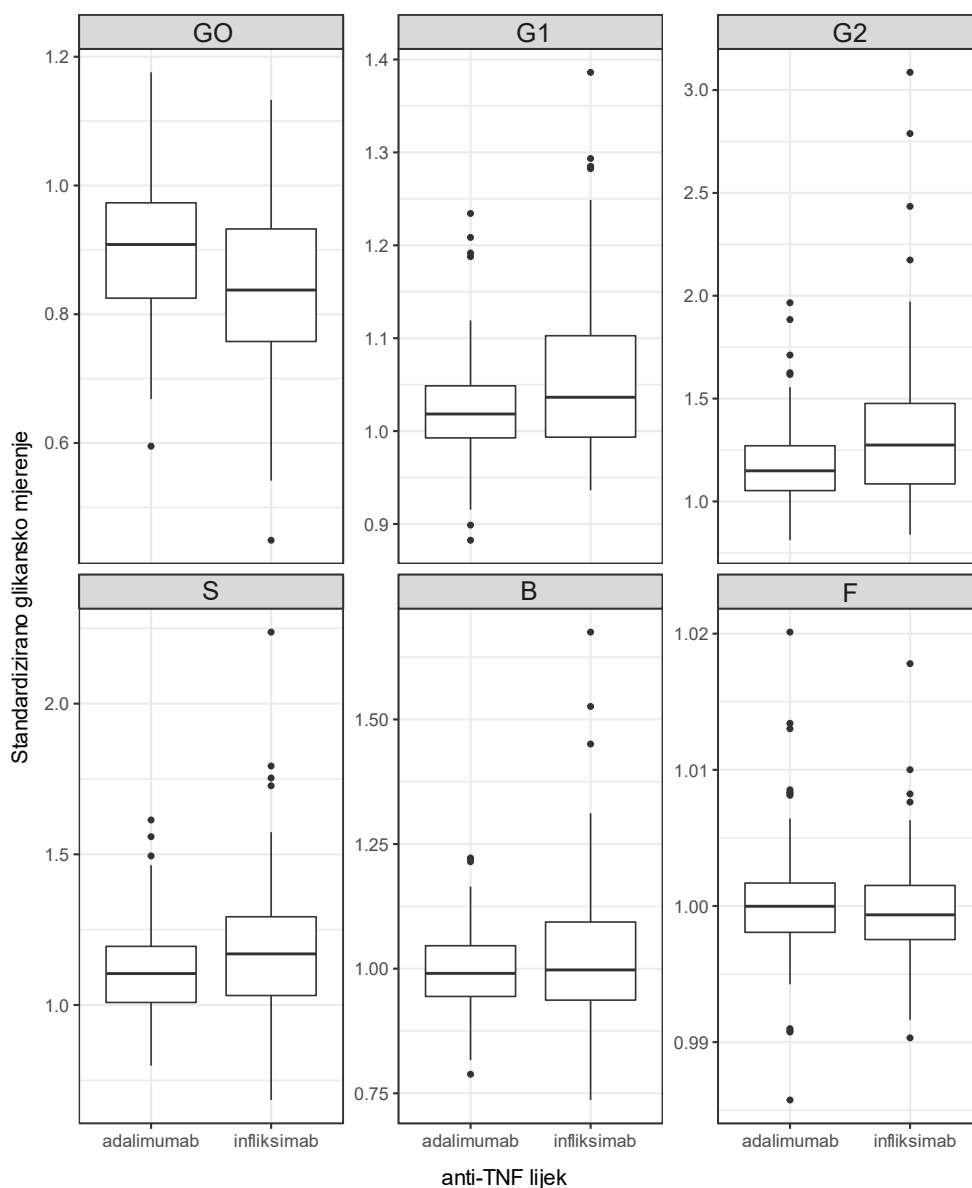 GO
G1
G2
1.2
1.0
0.8
0.6
1.4
1.3
1.2
1.1
1.0
0.9
3.0
2.5
2.0
1.5
1.0
Standardizirano glikansko mjerenje
S
B
F
2.0
1.5
1.0
1.50
1.25
1.00
0.75
1.02
1.01
1.00
0.99
adalimumab infliksimab
adalimumab infliksimab
adalimumab infliksimab
anti-TNF lijek